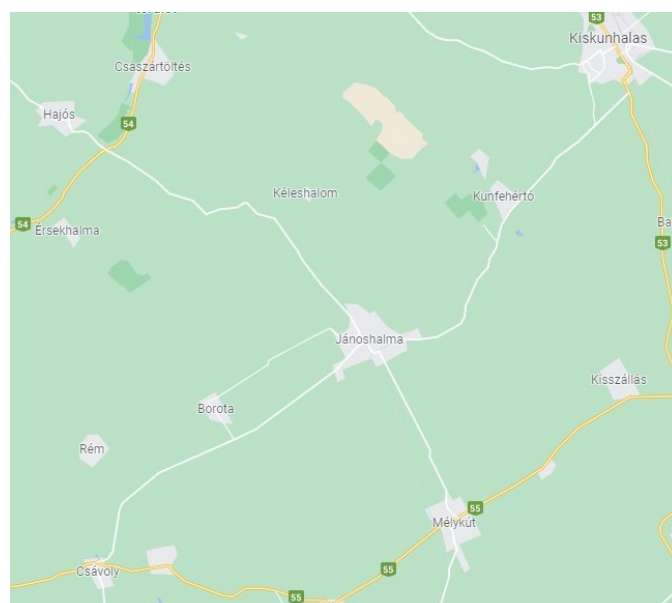 53
Kiskunhalas
Császártöltés
Hajós
54
Kéleshalom
Kunfehértó
54
Érsekhalma
Ba
53
Jánoshalma
Kisszállás
Borota
Rém
55
Mélykút
Csávoly
55
55